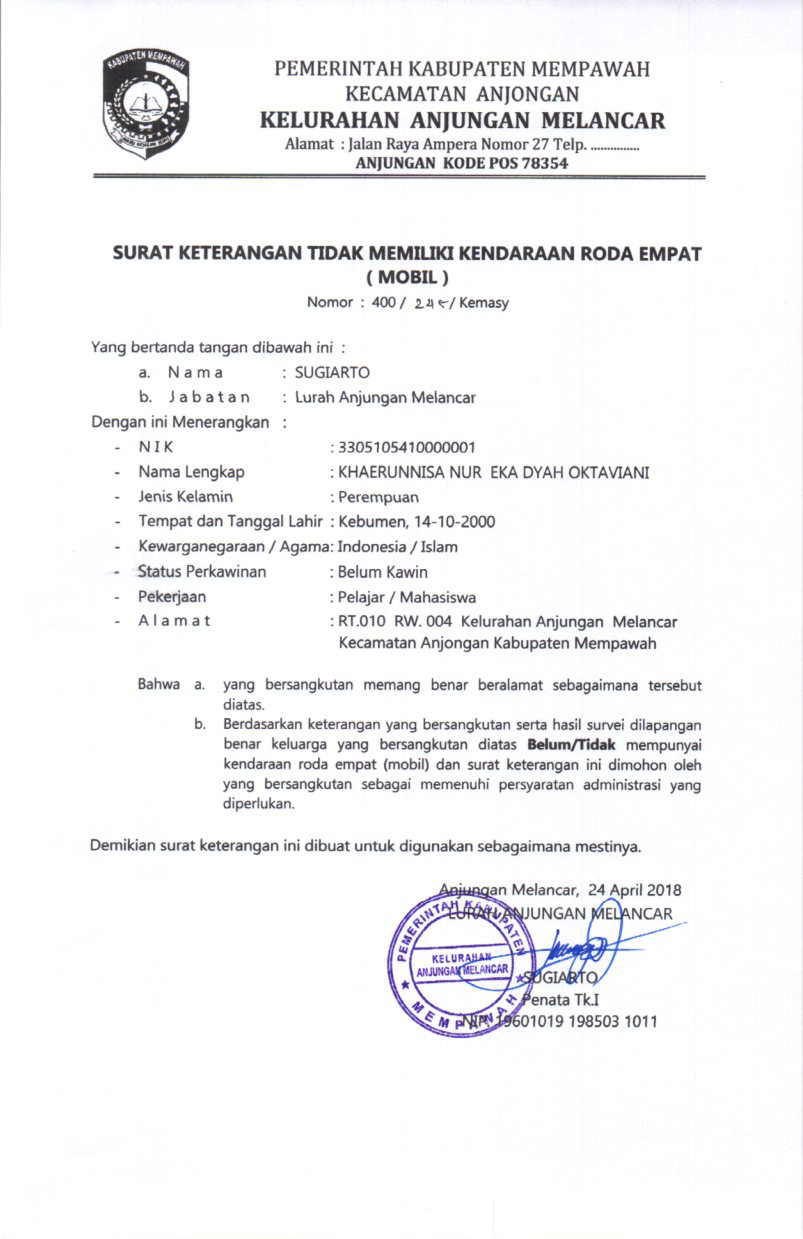 KABUPATEN MEMPAWAH
PEMERINTAH KABUPATEN MEMPAWAH
KECAMATAN ANJONGAN
KELURAHAN ANJUNGAN MELANCAR
Alamat : Jalan Raya Ampera Nomor 27 Telp. ...............
ANJUNGAN KODE POS 78354
SURAT KETERANGAN TIDAK MEMILIKI KENDARAAN RODA EMPAT
( MOBIL )
Nomor : 400 / / Kemasy
Yang bertanda tangan dibawah ini :
a. N a m a : SUGIARTO
b. J a b a t a n : Lurah Anjungan Melancar
Dengan ini Menerangkan :
- N I K : 3305105410000001
- Nama Lengkap : KHAERUNNISA NUR EKA DYAH OKTAVIANI
- Jenis Kelamin : Perempuan
- Tempat dan Tanggal Lahir : Kebumen, 14-10-2000
- Kewarganegaraan / Agama: Indonesia / Islam
- Status Perkawinan : Belum Kawin
- Pekerjaan : Pelajar / Mahasiswa
- A l a m a t : RT.010 RW. 004 Kelurahan Anjungan Melancar
Kecamatan Anjongan Kabupaten Mempawah
Bahwa a. yang bersangkutan memang benar beralamat sebagaimana tersebut
diatas.
b. Berdasarkan keterangan yang bersangkutan serta hasil survei dilapangan
benar keluarga yang bersangkutan diatas Belum/Tidak mempunyai
kendaraan roda empat (mobil) dan surat keterangan ini dimohon oleh
yang bersangkutan sebagai memenuhi persyaratan administrasi yang
diperlukan.
Demikian surat keterangan ini dibuat untuk digunakan sebagaimana mestinya.
Anjungan Melancar, 24 April 2018
LURAH ANJUNGAN MELANCAR
PEMERINTAH KABUPATEN
KELURAHAN
ANJUNGAN MELANCAR
MEMPAWAH
SUGIARTO
Penata Tk.I
NIP. 19601019 198503 1011